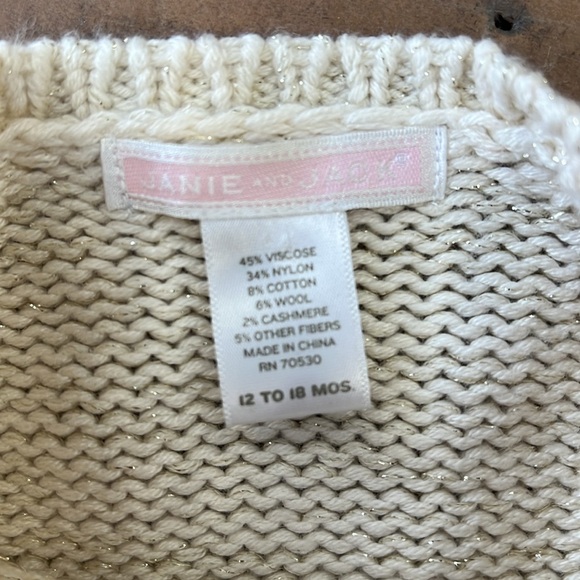 JANIE AND JACK
45% VISCOSE
34% NYLON
8% COTTON
6% WOOL
2% CASHMERE
5% OTHER FIBERS
MADE IN CHINA
RN 70530
12 TO 18 MOS.